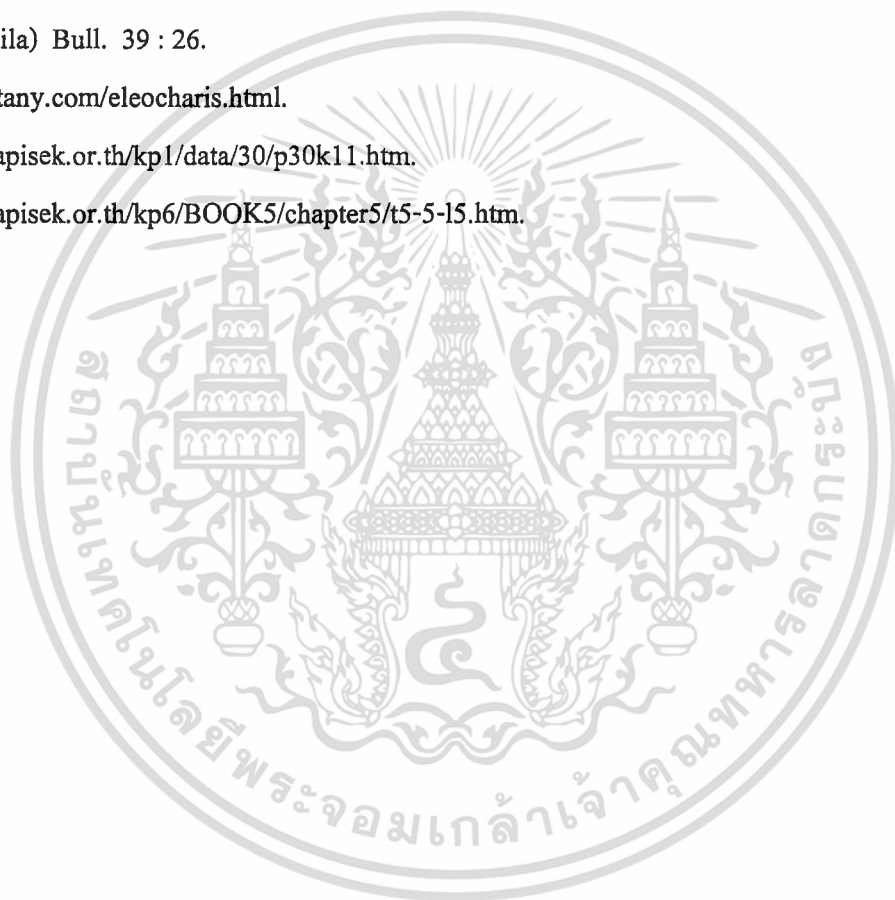 ila) Bull. 39 : 26.
tany.com/eleocharis.html.
apisek.or.th/kp1/data/30/p30k11.htm.
apisek.or.th/kp6/BOOK5/chapter5/t5-5-l5.htm.
สถาบันเทคโนโลยีพระจอมเกล้าเจ้าคุณทหารลาดกระบัง
๔